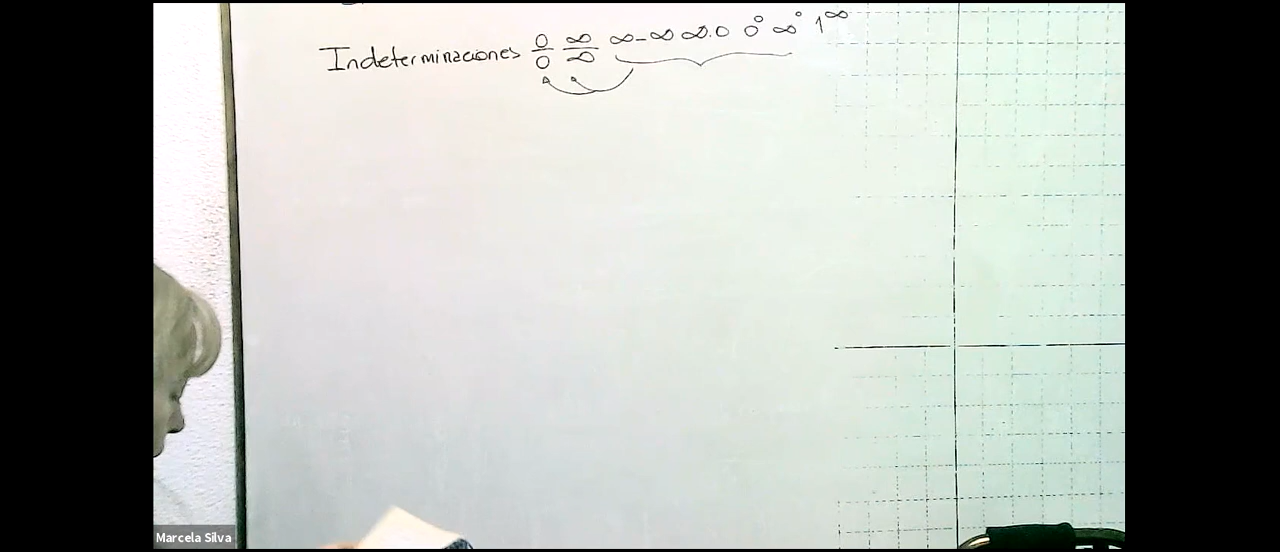 Indeterminaciones 0/0 ∞/∞ ∞-∞ ∞.0 0⁰ ∞⁰ 1^∞
Marcela Silva